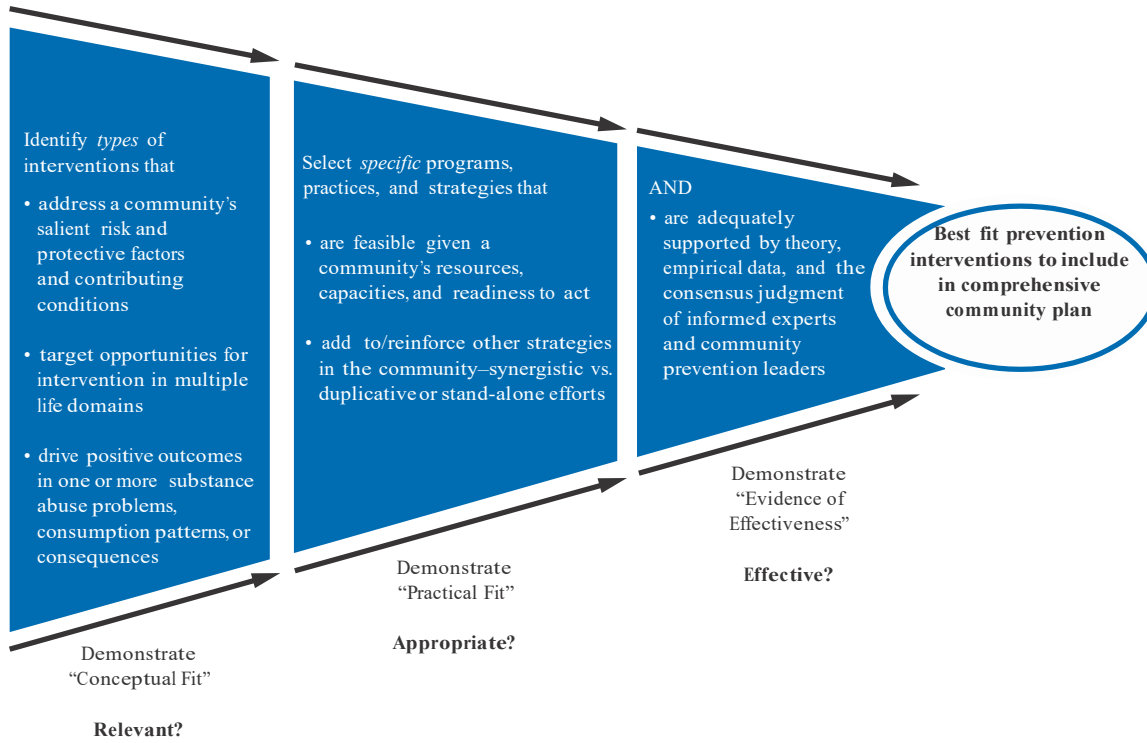 Identify types of
interventions that
• address a community's
salient risk and
protective factors
and contributing
conditions
• target opportunities for
intervention in multiple
life domains
• drive positive outcomes
in one or more substance
abuse problems,
consumption patterns, or
consequences
Demonstrate
“Conceptual Fit”
Relevant?
Select specific programs,
practices, and strategies that
• are feasible given a
community's resources,
capacities, and readiness to act
• add to/reinforce other strategies
in the community–synergistic vs.
duplicative or stand-alone efforts
Demonstrate
“Practical Fit”
Appropriate?
AND
• are adequately
supported by theory,
empirical data, and the
consensus judgment
of informed experts
and community
prevention leaders
Demonstrate
“Evidence of
Effectiveness”
Effective?
Best fit prevention
interventions to include
in comprehensive
community plan